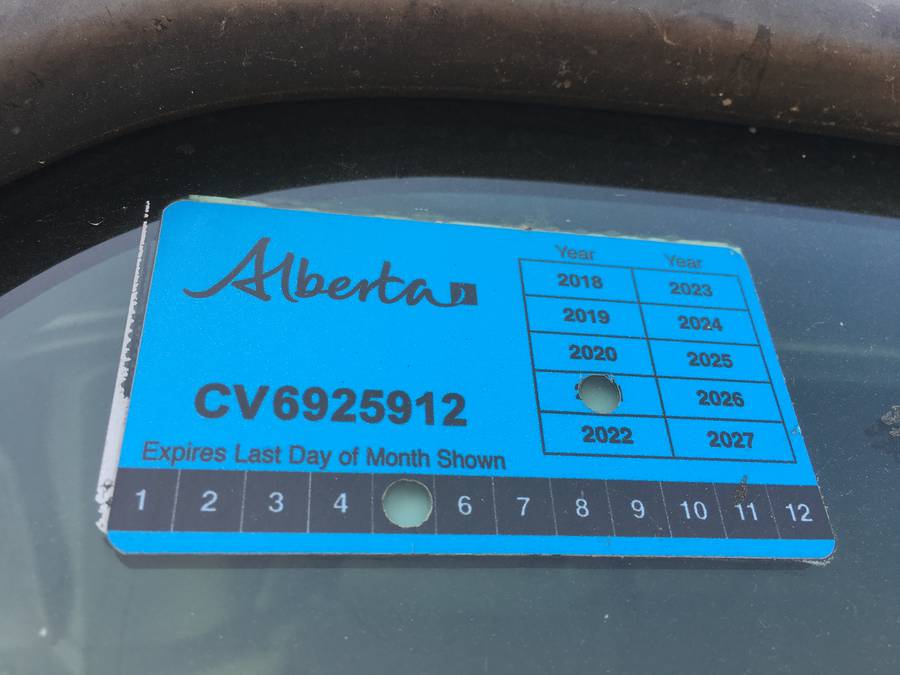 Alberta
CV6925912
Expires Last Day of Month Shown
Year Year
2018 2023
2019 2024
2020 2025
2026
2022 2027
1 2 3 4 6 7 8 9 10 11 12